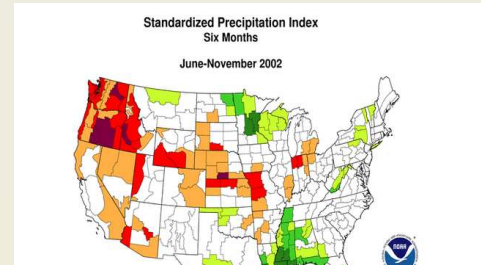 Standardized Precipitation Index
Six Months
June-November 2002
NOAA